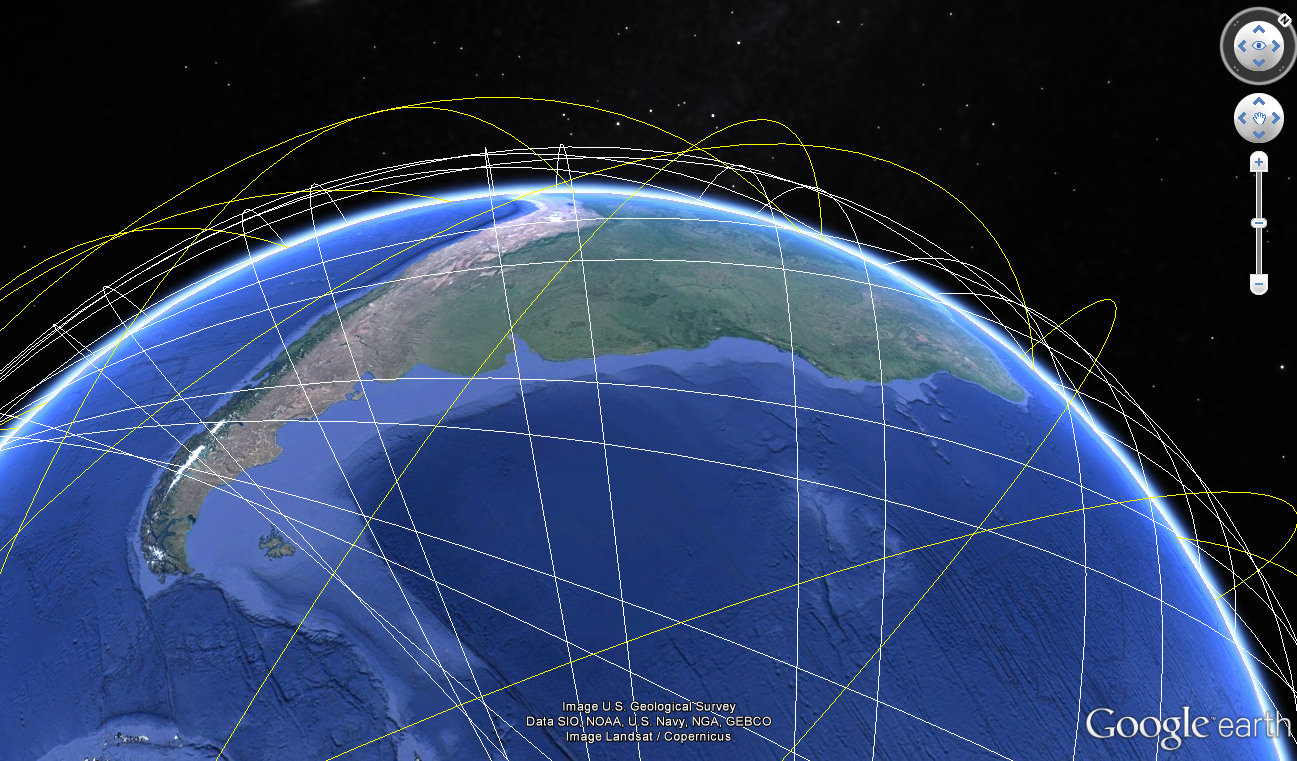 N
Image U.S. Geological Survey
Data SIO, NOAA, U.S. Navy, NGA, GEBCO
Image Landsat / Copernicus
Google earth